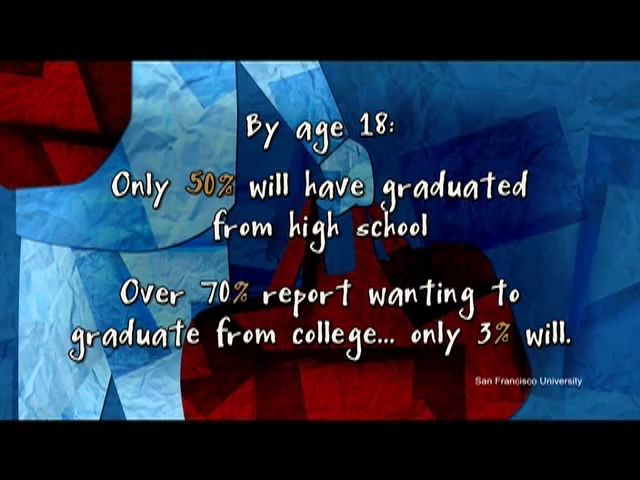 By age 18:
Only 50% will have graduated
from high school
Over 70% report wanting to
graduate from college... only 3% will.
San Francisco University